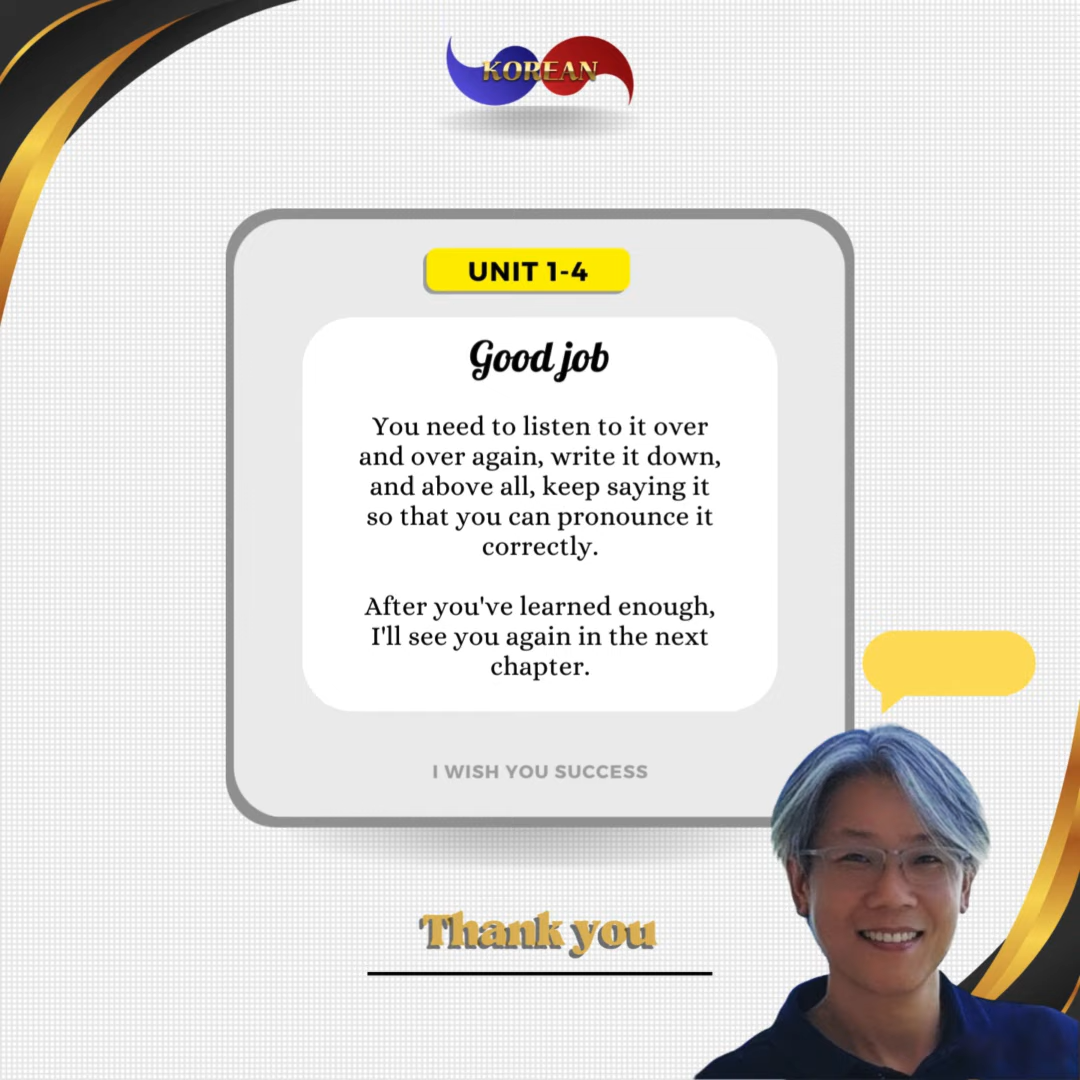 KOREAN
UNIT 1-4
Good job
You need to listen to it over
and over again, write it down,
and above all, keep saying it
so that you can pronounce it
correctly.
After you've learned enough,
I'll see you again in the next
chapter.
I WISH YOU SUCCESS
Thank you